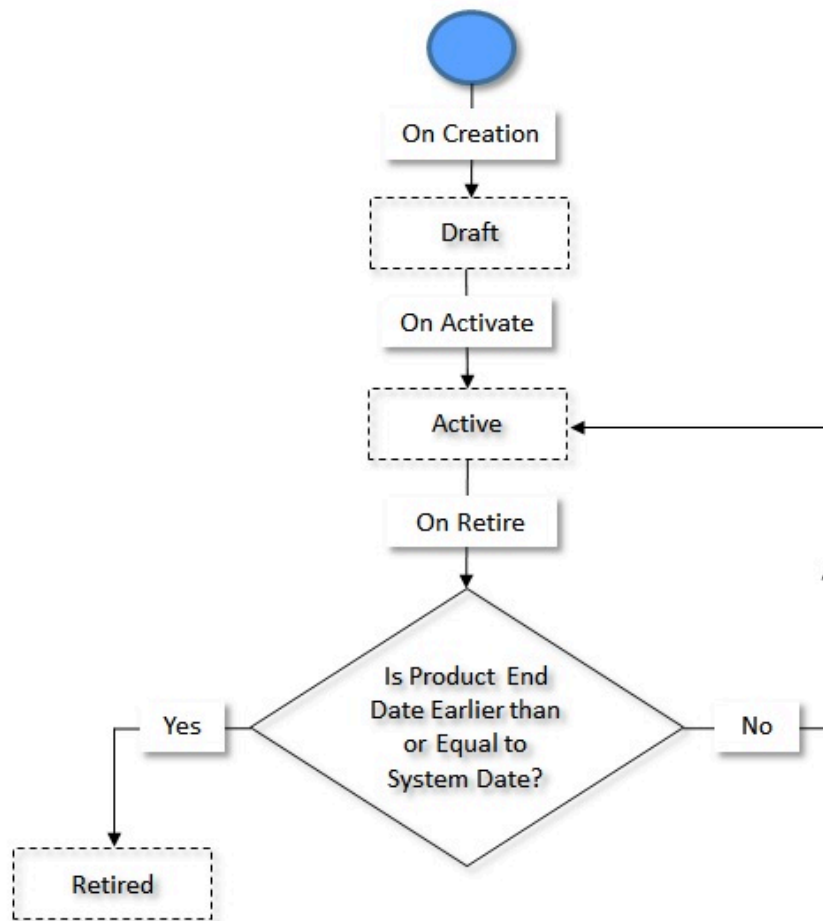 On Creation
Draft
On Activate
Active
On Retire
Is Product End
Date Earlier than
or Equal to
System Date?
Yes
No
Retired